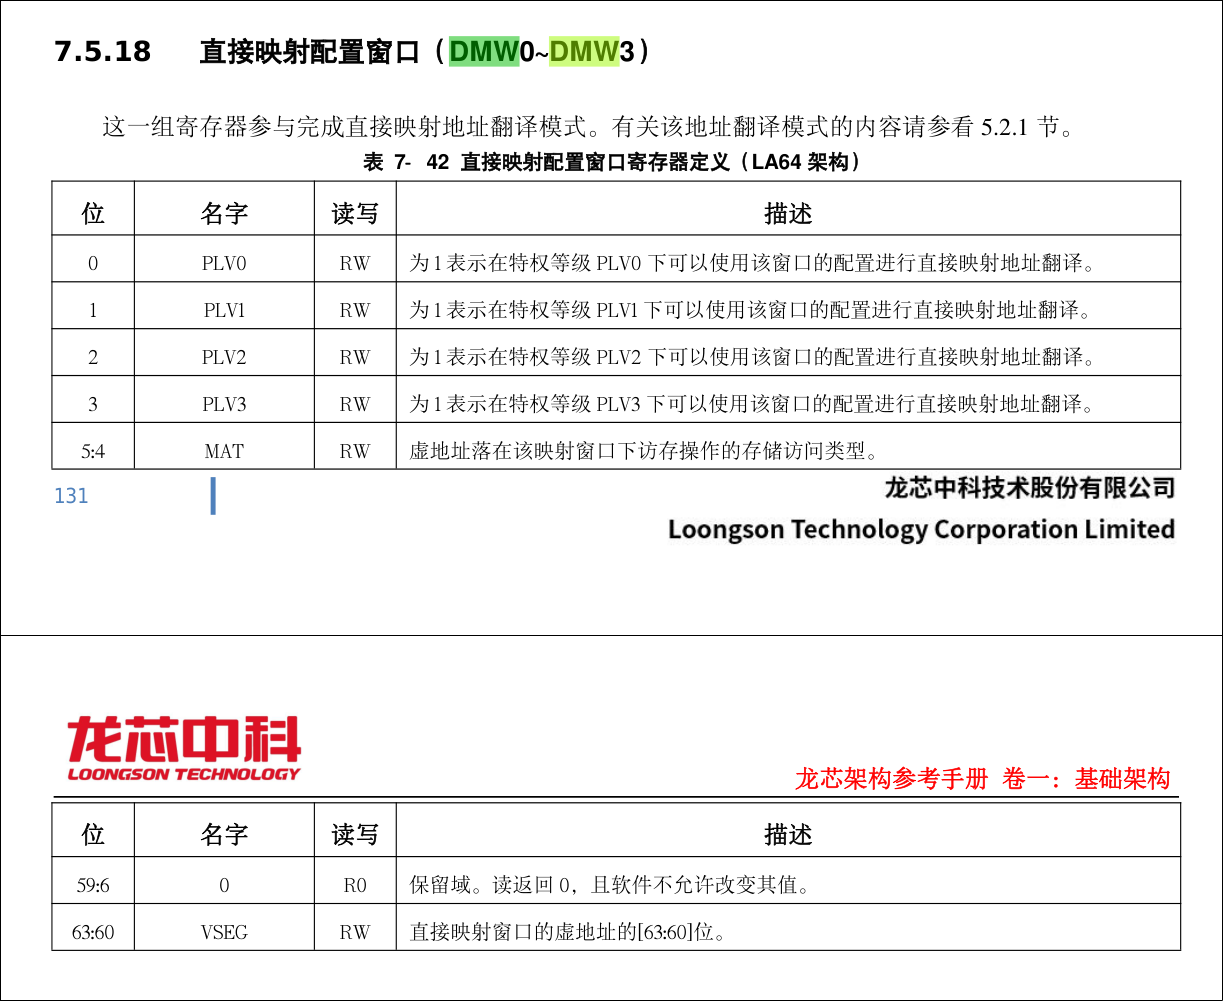 7.5.18 直接映射配置窗口（DMW0~DMW3）
这一组寄存器参与完成直接映射地址翻译模式。有关该地址翻译模式的内容请参看 5.2.1 节。
表 7- 42 直接映射配置窗口寄存器定义（LA64 架构）
位 名字 读写 描述
0 PLV0 RW 为 1 表示在特权等级 PLV0 下可以使用该窗口的配置进行直接映射地址翻译。
1 PLV1 RW 为 1 表示在特权等级 PLV1 下可以使用该窗口的配置进行直接映射地址翻译。
2 PLV2 RW 为 1 表示在特权等级 PLV2 下可以使用该窗口的配置进行直接映射地址翻译。
3 PLV3 RW 为 1 表示在特权等级 PLV3 下可以使用该窗口的配置进行直接映射地址翻译。
5:4 MAT RW 虚地址落在该映射窗口下访存操作的存储访问类型。
131 龙芯中科技术股份有限公司
Loongson Technology Corporation Limited
龙芯中科
LOONGSON TECHNOLOGY
龙芯架构参考手册 卷一：基础架构
位 名字 读写 描述
59:6 0 R0 保留域。读返回 0，且软件不允许改变其值。
63:60 VSEG RW 直接映射窗口的虚地址的[63:60]位。